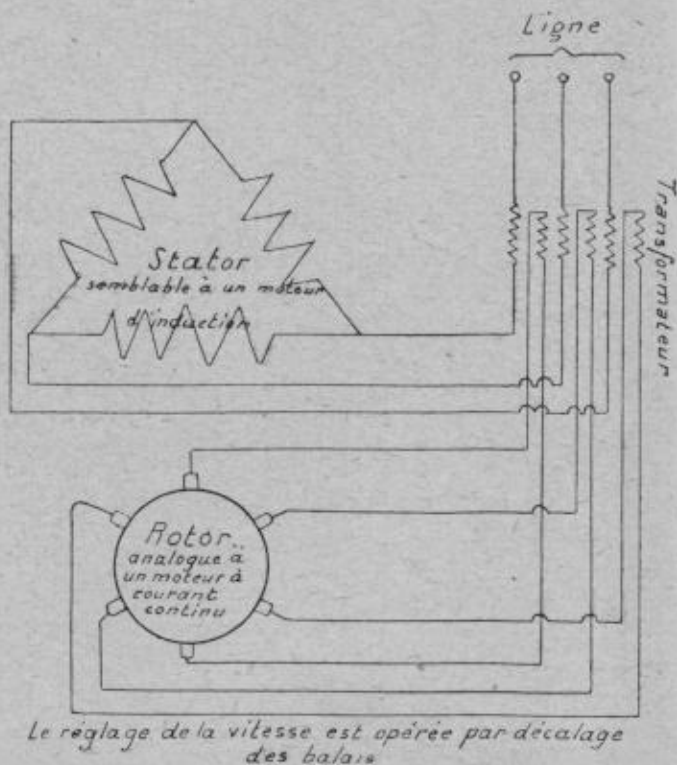 Ligne
Transformateur
Stator
semblable à un moteur
d'induction
Rotor..
analogue à
un moteur à
courant
continu
Le réglage de la vitesse est opérée par décalage
des balais